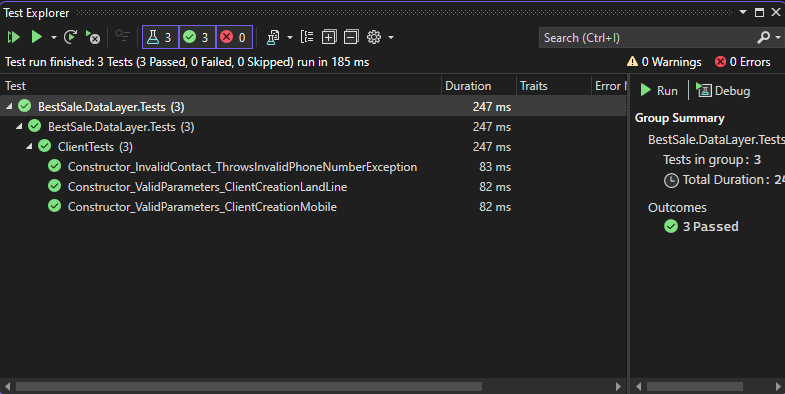 Test Explorer
3 3 0 Search (Ctrl+I)
Test run finished: 3 Tests (3 Passed, 0 Failed, 0 Skipped) run in 185 ms 0 Warnings 0 Errors
Test Duration Traits Error Run Debug
BestSale.DataLayer.Tests (3) 247 ms
BestSale.DataLayer.Tests (3) 247 ms
ClientTests (3) 247 ms
Constructor_InvalidContact_ThrowsInvalidPhoneNumberException 83 ms
Constructor_ValidParameters_ClientCreationLandLine 82 ms
Constructor_ValidParameters_ClientCreationMobile 82 ms
Group Summary
BestSale.DataLayer.Tests
Tests in group: 3
Total Duration: 24
Outcomes
3 Passed